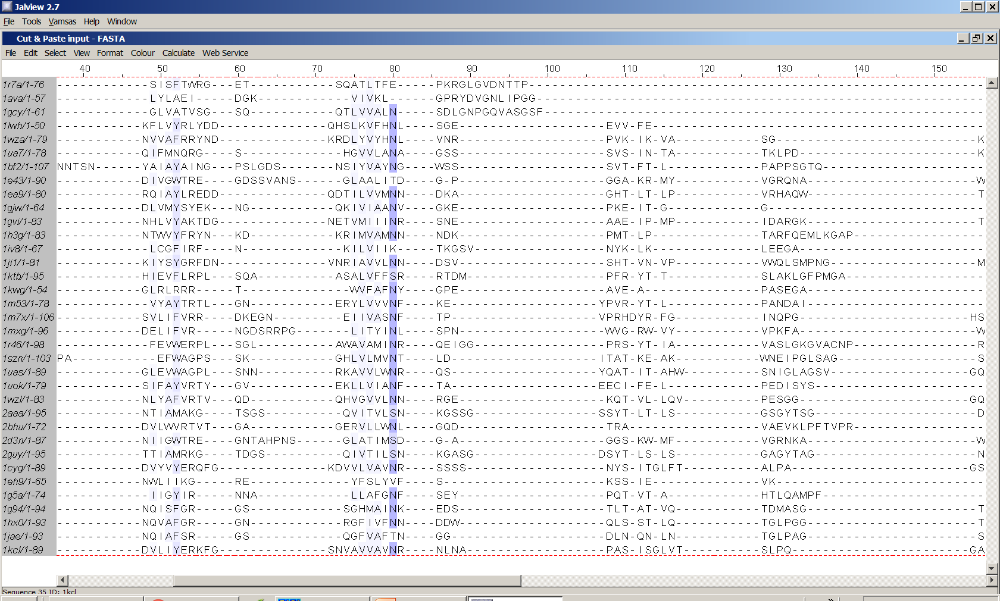 Jalview 2.7
File Tools Vamsas Help Window
Cut & Paste input - FASTA
File Edit Select View Format Colour Calculate Web Service
40 50 60 70 80 90 100 110 120 130 140 150
1r7a/1-76 ------------SISFTWRG---ET-----------SQATLTFE-----PKRGLGVDNTTP----------------------------------------------------------
1ava/1-57 ------------LYLAEI-----DGK------------VIVKL------GPRYDVGNLIPGG---------------------------------------------------------
1gcy/1-61 ------------GLVATVSG---SQ-----------QTLVVALN-----SDLGNPGQVASGSF--------------------------------------------------------
1lwh/1-50 -----------KFLVYRLYDD--------------QHSLKVFHNL----SGE-------------------EVV-FE------------------------------------------
1wza/1-79 -----------NVVAFRRYND--------------KRDLYVYHNL----VNR-------------------PVK-IK-VA-----------SG--------------------------K
1ua7/1-78 -----------QIFMNQRG----S-------------HGVVLANA----GSS-------------------SVS-IN-TA-----------TKLPD-----------------------K
1bf2/1-107 NNTSN------YAIAYAING--PSLGDS-------NSIYVAYNG----WSS-------------------SVT-FT-L------------PAPPSGTQ---------------------
1e43/1-90 -----------DIVGWTRE----GDSSVANS------GLAALITD----G-P-------------------GGA-KR-MY-----------VGRQNA----------------------W
1ea9/1-80 -----------RQIAYLREDD--------------QDTILVVMNN----DKA-------------------GHT-LT-LP-----------VRHAQW----------------------T
1gjw/1-64 -----------DLVMYSYEK---NG-----------QKIVIAANV----GKE-------------------PKE-IT-G------------G----------------------------
1gvi/1-83 -----------NHLVYAKTDG--------------NETVMIIINR----SNE-------------------AAE-IP-MP-----------IDARGK----------------------T
1h3g/1-83 -----------NTWVYFRYN---KD-----------KRIMVAMNN----NDK-------------------PMT-LP--------------TARFQEMLKGAP-----------------
1iv8/1-67 ------------LCGFIRF----N-------------KILVIIK-----TKGSV-----------------NYK-LK--------------LEEGA------------------------
1ji1/1-81 -----------KIYSYGRFDN--------------VNRIAVVLNN----DSV-------------------SHT-VN-VP-----------VWQLSMPNG-------------------M
1ktb/1-95 -----------HIEVFLRPL---SQA----------ASALVFFSR----RTDM------------------PFR-YT-T------------SLAKLGFPMGA------------------
1kwg/1-54 -----------GLRLRRR-----T--------------WVFAFNY----GPE-------------------AVE-A---------------PASEGA-----------------------
1m53/1-78 ------------VYAYTRTL---GN-----------ERYLVVVNF----KE-------------------YPVR-YT-L------------PANDAI-----------------------
1m7x/1-106 -----------SVLIFVRR----DKEGN---------EIIVASNF----TP-------------------VPRHDYR-FG-----------INQPG----------------------HS
1mxg/1-96 -----------DELIFVR-----NGDSRRPG-------LITYINL----SPN-------------------WVG-RW-VY-----------VPKFA-----------------------W
1r46/1-98 ------------FEVWERPL---SGL----------AWAVAMINR----QEIGG-----------------PRS-YT-IA-----------VASLGKGVACNP----------------R
1szn/1-103 PA-----------EFWAGPS---SK-----------GHLVLMVNT----LD-------------------ITAT-KE-AK-----------WNEIPGLSAG------------------S
1uas/1-89 -----------GLEVWAGPL---SNN----------RKAVVLWNR----QS-------------------YQAT-IT-AHW----------SNIGLAGSV-------------------GQ
1uok/1-79 -----------SIFAYVRTY---GV-----------EKLLVIANF----TA-------------------EECI-FE-L------------PEDISYS----------------------
1wzl/1-83 -----------NLYAFVRTV---QD-----------QHVGVVLNN----RGE-------------------KQT-VL-LQV----------PESGG----------------------GQ
2aaa/1-95 -----------NTIAMAKG----TSGS----------QVITVLSN----KGSSG----------------SSYT-LT-LS-----------GSGYTSG---------------------D
2bhu/1-72 -----------DVLWVRTVT---GA-----------GERVLLWNL----GQD-------------------TRA-----------------VAEVKLPFTVPR-----------------
2d3n/1-87 -----------NIIGWTRE----GNTAHPNS------GLATIMSD----G-A-------------------GGS-KW-MF-----------VGRNKA----------------------W
2guy/1-95 -----------TTIAMRKG----TDGS----------QIVTILSN----KGASG----------------DSYT-LS-LS-----------GAGYTAG---------------------N
1cyg/1-89 -----------DVYVYERQFG--------------KDVVLVAVNR----SSSS------------------NYS-ITGLFT----------ALPA-----------------------GS
1eh9/1-65 -----------NWLIIKG-----RE-------------YFSLYVF----S---------------------KSS-IE--------------VK---------------------------
1g5a/1-74 ------------IIGYIR-----NNA------------LLAFGNF----SEY-------------------PQT-VT-A------------HTLQAMPF---------------------
1g94/1-94 -----------NQISFGR-----GS------------SGHMAINK----EDS-------------------TLT-AT-VQ-----------TDMASG----------------------T
1hx0/1-93 -----------NQVAFGR-----GN------------RGFIVFNN----DDW-------------------QLS-ST-LQ-----------TGLPGG----------------------T
1jae/1-93 -----------NQIAFSR-----GS------------QGFVAFTN----GG--------------------DLN-QN-LN-----------TGLPAG----------------------S
1kcl/1-89 -----------DVLIYERKFG--------------SNVAVVAVNR----NLNA------------------PAS-ISGLVT----------SLPQ-----------------------GA
Sequence 35 ID: 1kcl